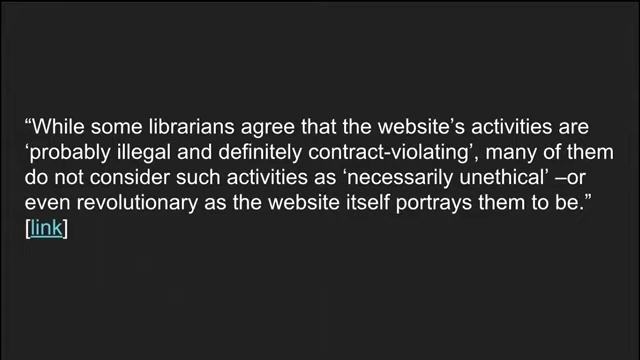 “While some librarians agree that the website’s activities are
‘probably illegal and definitely contract-violating’, many of them
do not consider such activities as ‘necessarily unethical’ –or
even revolutionary as the website itself portrays them to be.”
[link]